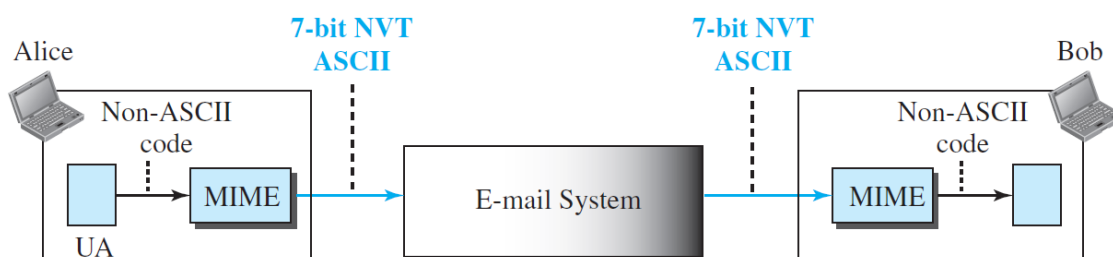 7-bit NVT
ASCII
7-bit NVT
ASCII
Alice
Bob
Non-ASCII
code
Non-ASCII
code
MIME
E-mail System
MIME
UA